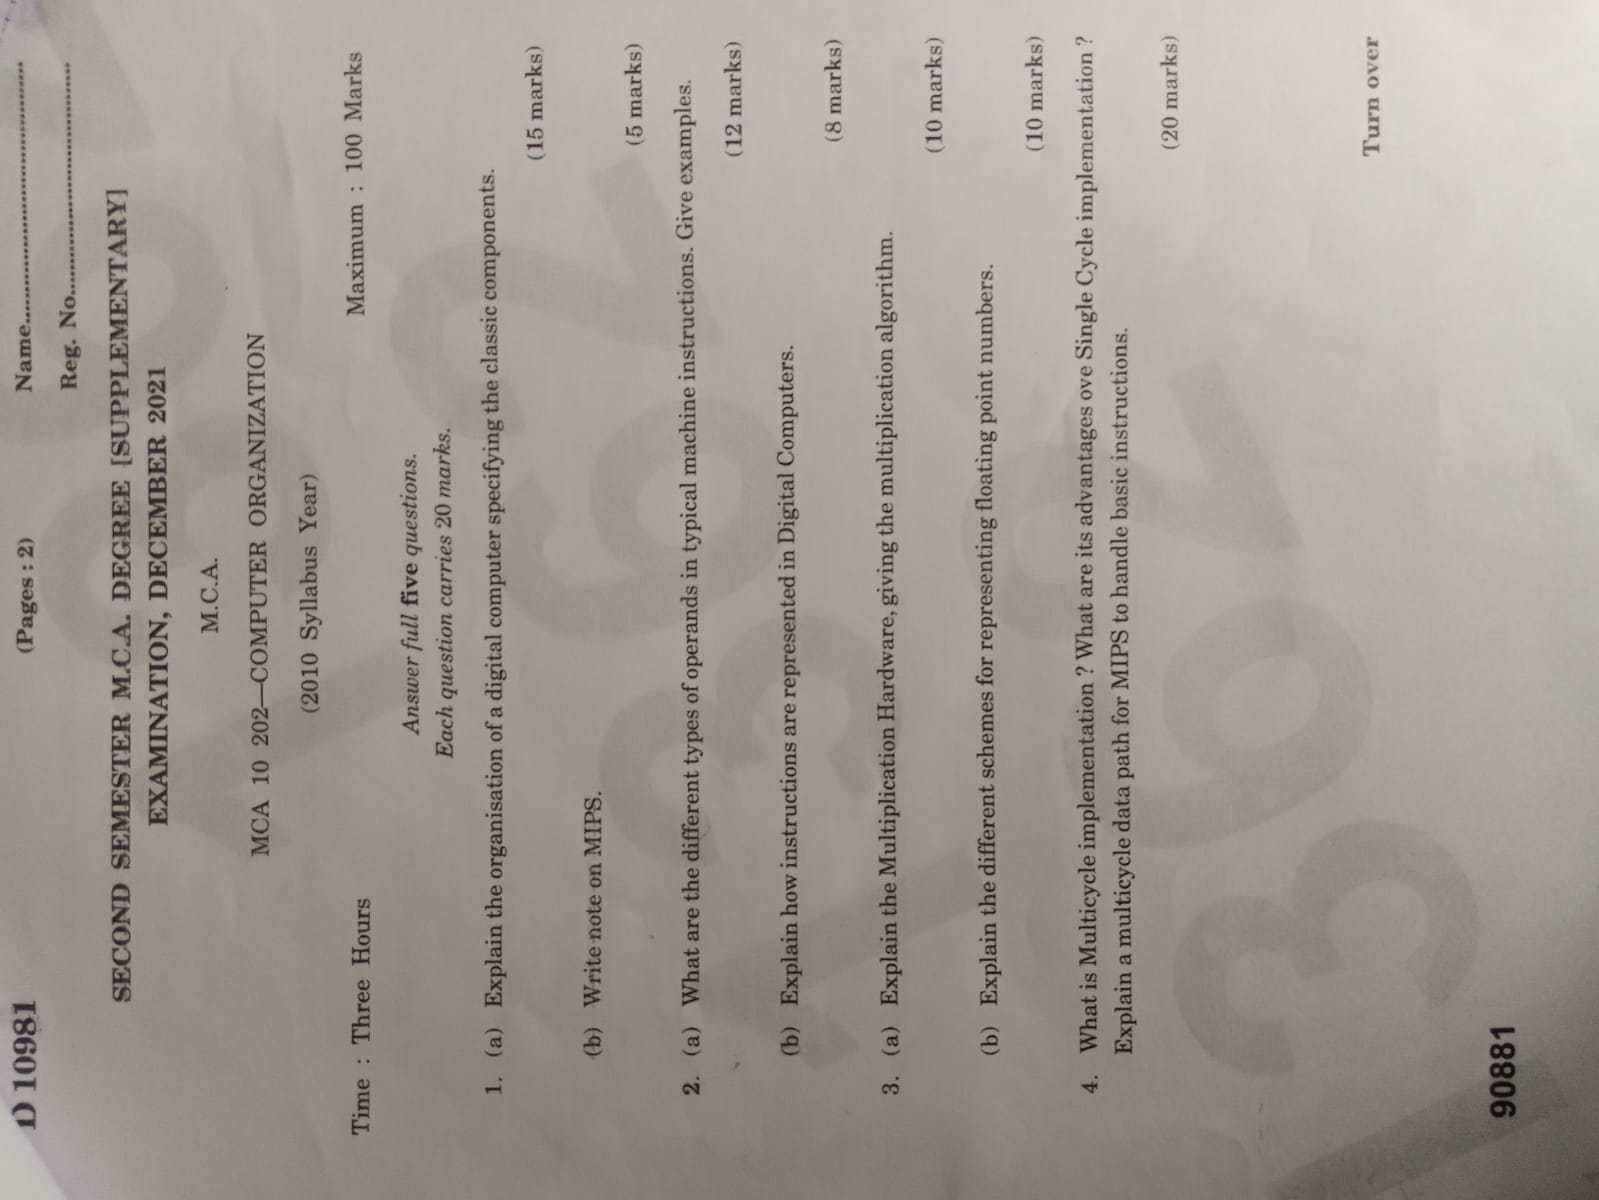 D 10981
(Pages : 2)
Name
Reg. No
SECOND SEMESTER M.C.A. DEGREE [SUPPLEMENTARY]
EXAMINATION, DECEMBER 2021
M.C.A.
MCA 10 202—COMPUTER ORGANIZATION
(2010 Syllabus Year)
Time : Three Hours
Maximum : 100 Marks
Answer full five questions.
Each question carries 20 marks.
1. (a) Explain the organisation of a digital computer specifying the classic components.
(15 marks)
(b) Write note on MIPS.
(5 marks)
2. (a) What are the different types of operands in typical machine instructions. Give examples.
(12 marks)
(b) Explain how instructions are represented in Digital Computers.
(8 marks)
3. (a) Explain the Multiplication Hardware, giving the multiplication algorithm.
(10 marks)
(b) Explain the different schemes for representing floating point numbers.
(10 marks)
4. What is Multicycle implementation ? What are its advantages ove Single Cycle implementation ?
Explain a multicycle data path for MIPS to handle basic instructions.
(20 marks)
Turn over
90881